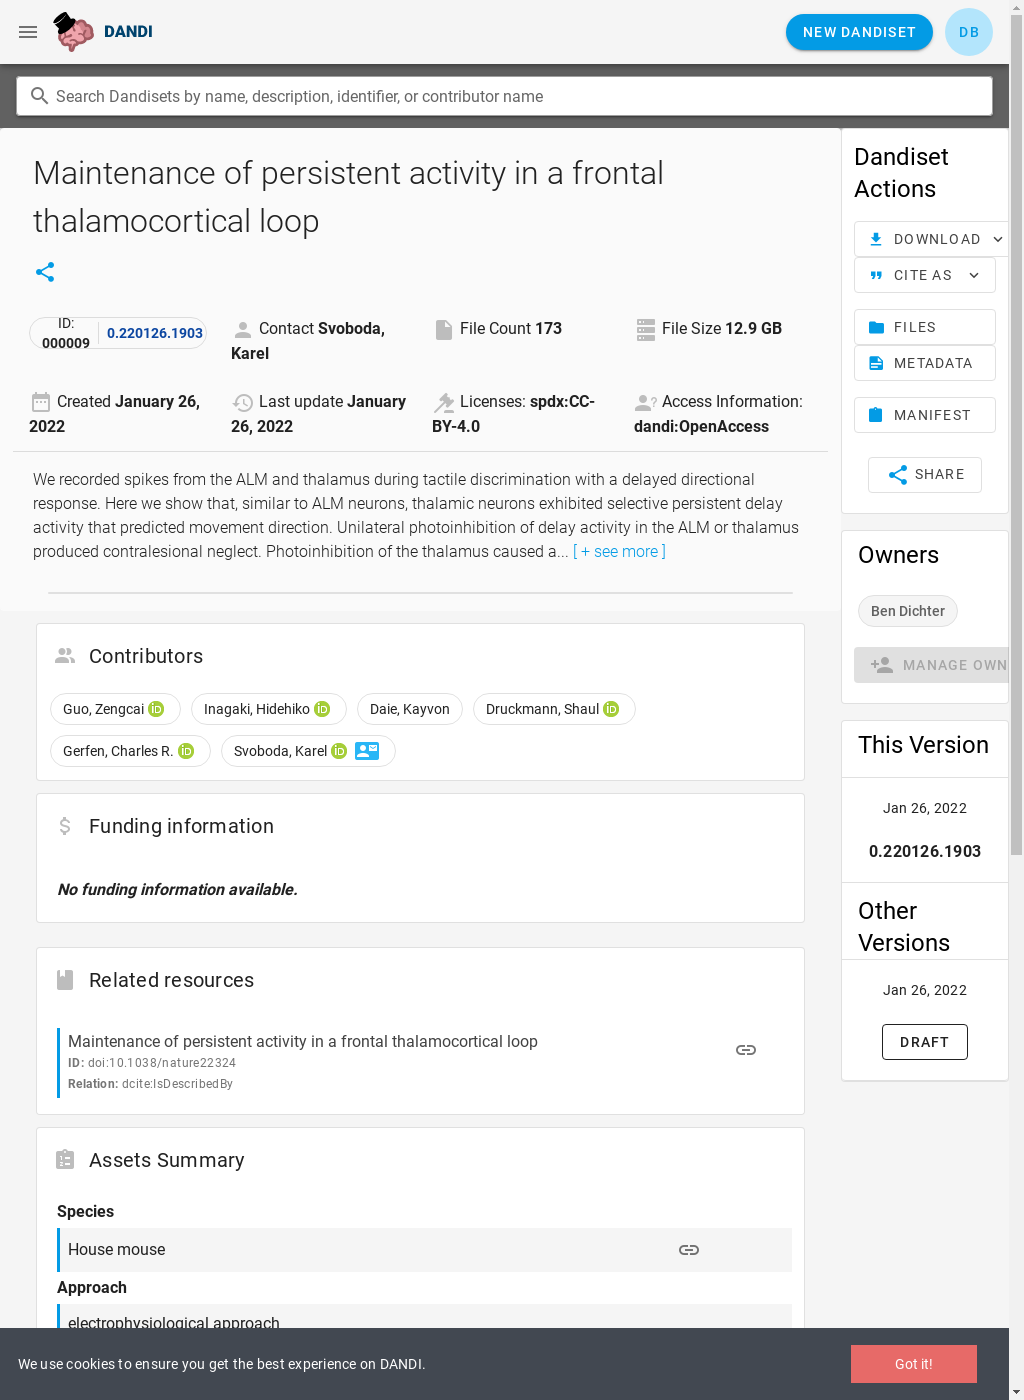 DANDI
NEW DANDISET
DB
Search Dandisets by name, description, identifier, or contributor name
Maintenance of persistent activity in a frontal
thalamocortical loop
ID:
000009
0.220126.1903
Contact Svoboda,
Karel
File Count 173
File Size 12.9 GB
Created January 26,
2022
Last update January
26, 2022
Licenses: spdx:CC-
BY-4.0
Access Information:
dandi:OpenAccess
We recorded spikes from the ALM and thalamus during tactile discrimination with a delayed directional
response. Here we show that, similar to ALM neurons, thalamic neurons exhibited selective persistent delay
activity that predicted movement direction. Unilateral photoinhibition of delay activity in the ALM or thalamus
produced contralesional neglect. Photoinhibition of the thalamus caused a... [ + see more ]
Contributors
Guo, Zengcai iD
Inagaki, Hidehiko iD
Daie, Kayvon
Druckmann, Shaul iD
Gerfen, Charles R. iD
Svoboda, Karel iD
Funding information
No funding information available.
Related resources
Maintenance of persistent activity in a frontal thalamocortical loop
ID: doi:10.1038/nature22324
Relation: dcite:IsDescribedBy
Assets Summary
Species
House mouse
Approach
electrophysiological approach
Dandiset
Actions
DOWNLOAD
CITE AS
FILES
METADATA
MANIFEST
SHARE
Owners
Ben Dichter
MANAGE OWN
This Version
Jan 26, 2022
0.220126.1903
Other
Versions
Jan 26, 2022
DRAFT
We use cookies to ensure you get the best experience on DANDI.
Got it!